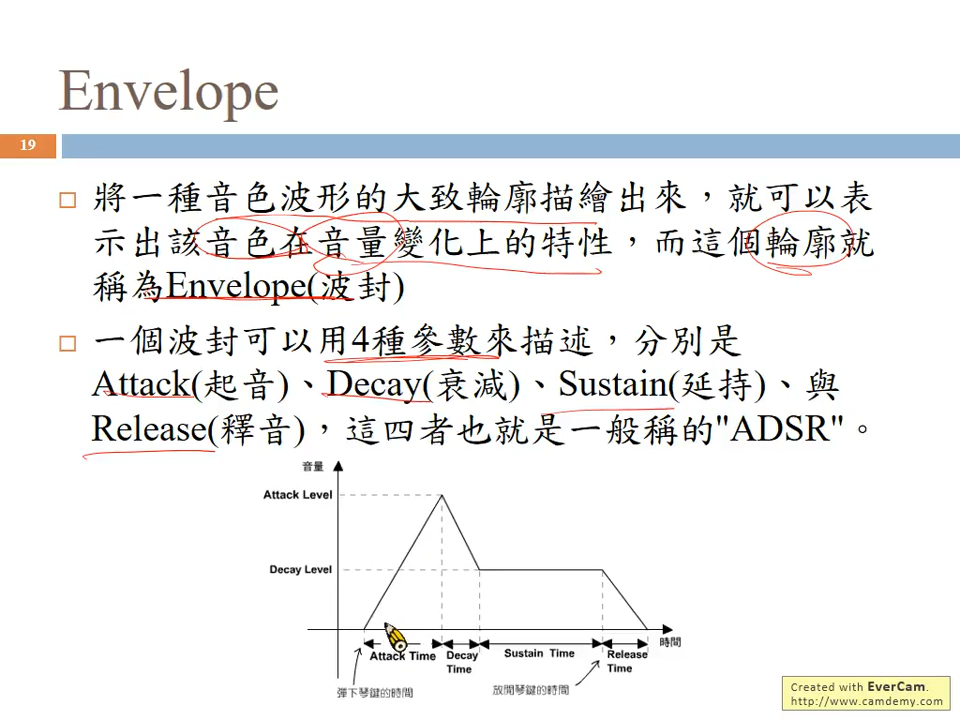 Envelope
19
將一種音色波形的大致輪廓描繪出來，就可以表
示出該音色在音量變化上的特性，而這個輪廓就
稱為Envelope(波封)
一個波封可以用4種參數來描述，分別是
Attack(起音)、Decay(衰減)、Sustain(延持)、與
Release(釋音)，這四者也就是一般稱的"ADSR"。
音量
Attack Level
Decay Level
時間
Attack Time
Decay
Time
Sustain Time
Release
Time
彈下琴鍵的時間
放開琴鍵的時間
Created with EverCam.
http://www.camdemy.com